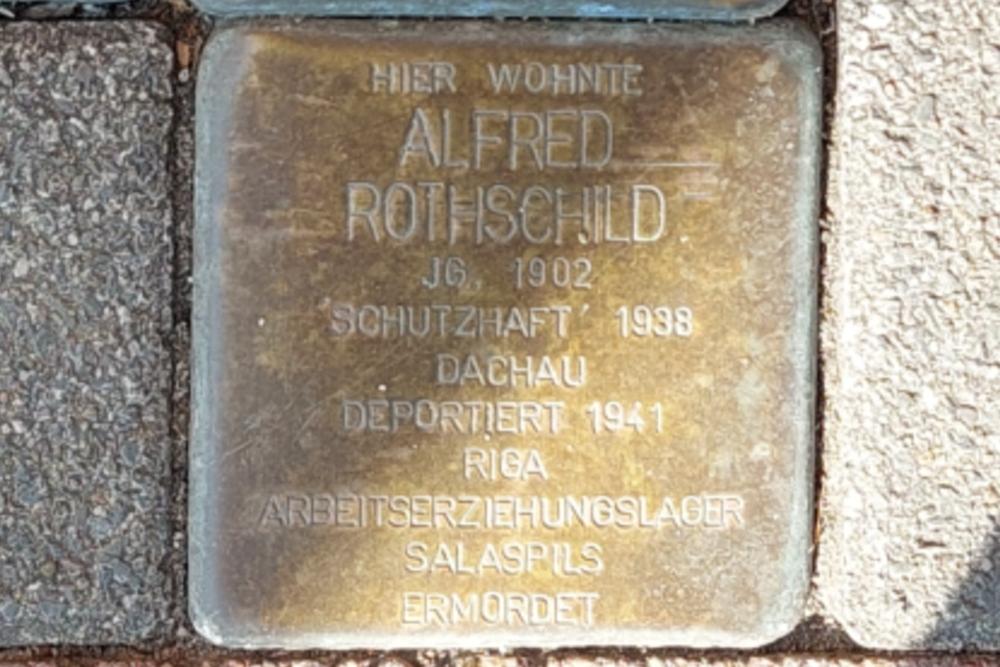 HIER WOHNTE
ALFRED
ROTHSCHILD
JG. 1902
SCHUTZHAFT 1938
DACHAU
DEPORTIERT 1941
RIGA
ARBEITSERZIEHUNGSLAGER
SALASPILS
ERMORDET